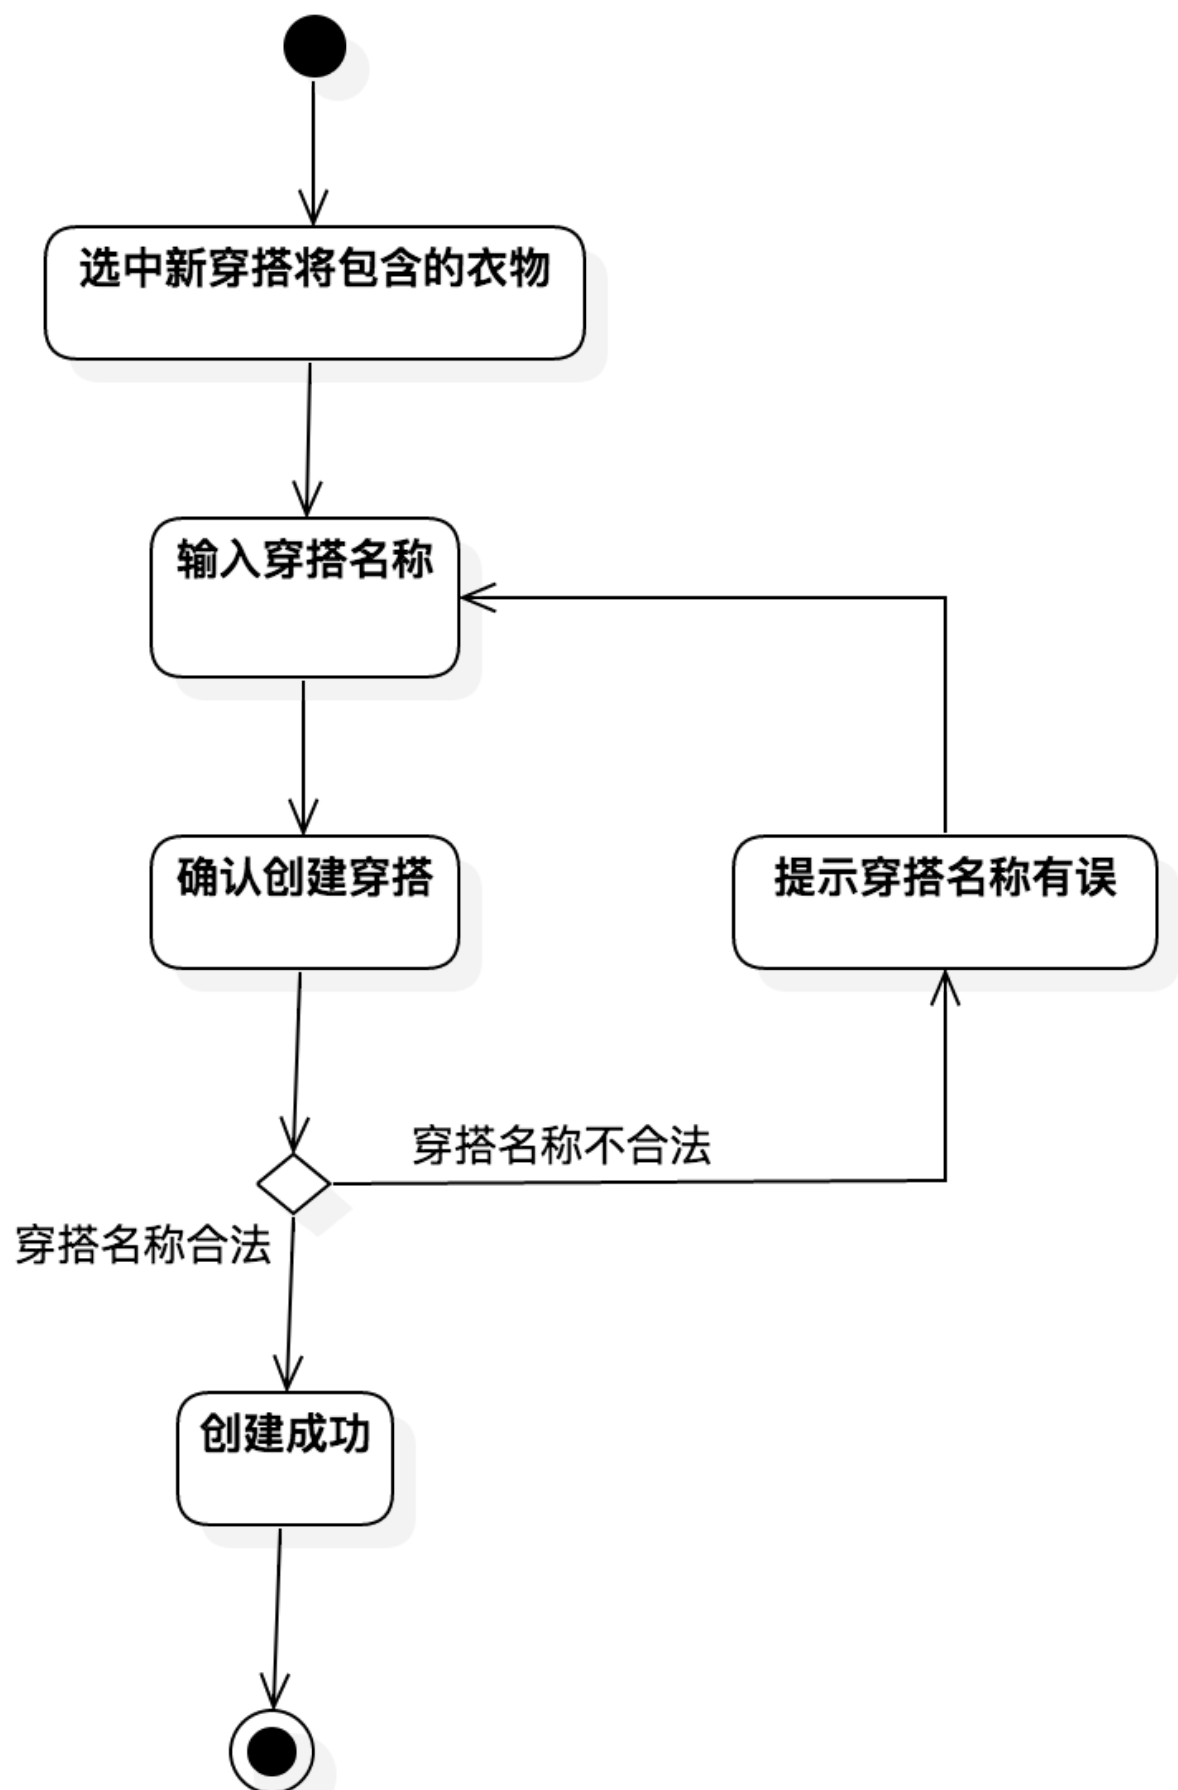 选中新穿搭将包含的衣物
输入穿搭名称
确认创建穿搭
提示穿搭名称有误
穿搭名称不合法
穿搭名称合法
创建成功